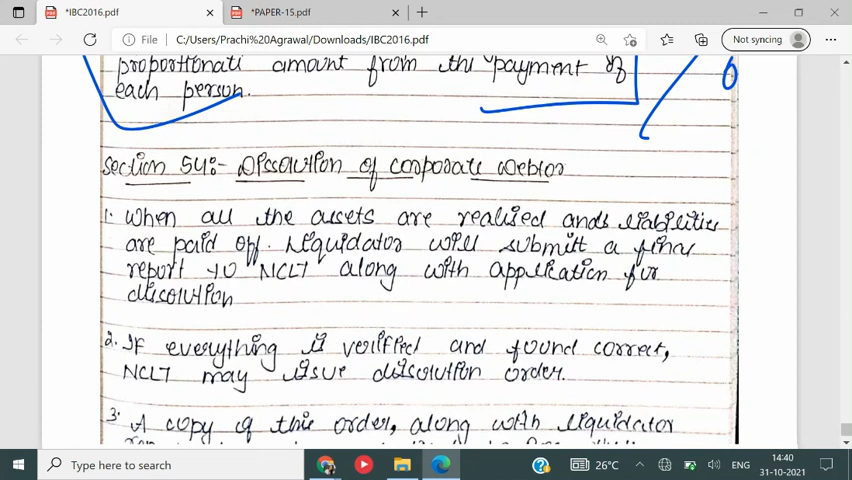 *IBC2016.pdf
*PAPER-15.pdf
File
C:/Users/Prachi%20Agrawal/Downloads/IBC2016.pdf
Not syncing
proportionati amount from the payment of
each person.
Section 54:- Dissolution of corporate Debtor
1. When all the assets are realised ands liabilities
are paid off. Liquidator will submitt a final
report to NCLT along with application for
dissolution
2. If everything is verified and found correct,
NCLT may issue dissolution order.
3. A copy of this order, along with liquidator
Type here to search
26°C
ENG
14:40
31-10-2021